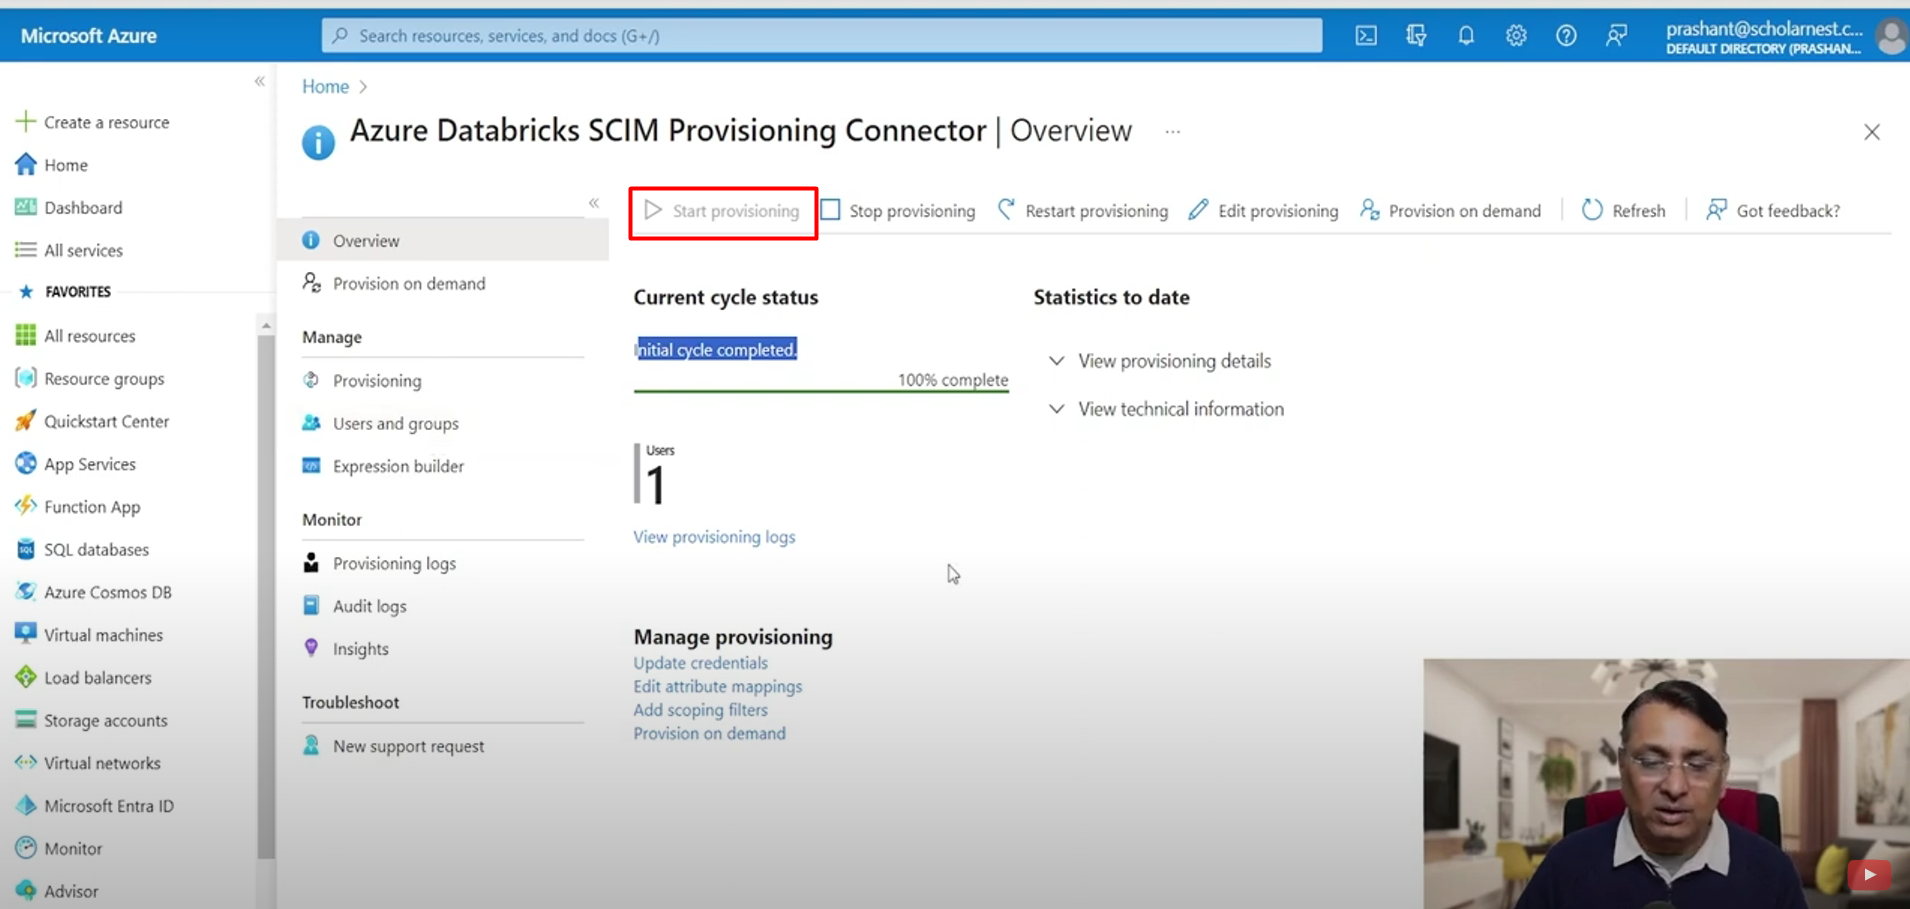 Microsoft Azure
Search resources, services, and docs (G+/)
prashant@scholarnest.c...
DEFAULT DIRECTORY (PRASHAN...
Create a resource
Home
Dashboard
All services
FAVORITES
All resources
Resource groups
Quickstart Center
App Services
Function App
SQL databases
Azure Cosmos DB
Virtual machines
Load balancers
Storage accounts
Virtual networks
Microsoft Entra ID
Monitor
Advisor
Home
Azure Databricks SCIM Provisioning Connector | Overview
...
Overview
Provision on demand
Manage
Provisioning
Users and groups
Expression builder
Monitor
Provisioning logs
Audit logs
Insights
Troubleshoot
New support request
Start provisioning
Stop provisioning
Restart provisioning
Edit provisioning
Provision on demand
Refresh
Got feedback?
Current cycle status
Initial cycle completed.
100% complete
Users
1
View provisioning logs
Manage provisioning
Update credentials
Edit attribute mappings
Add scoping filters
Provision on demand
Statistics to date
View provisioning details
View technical information